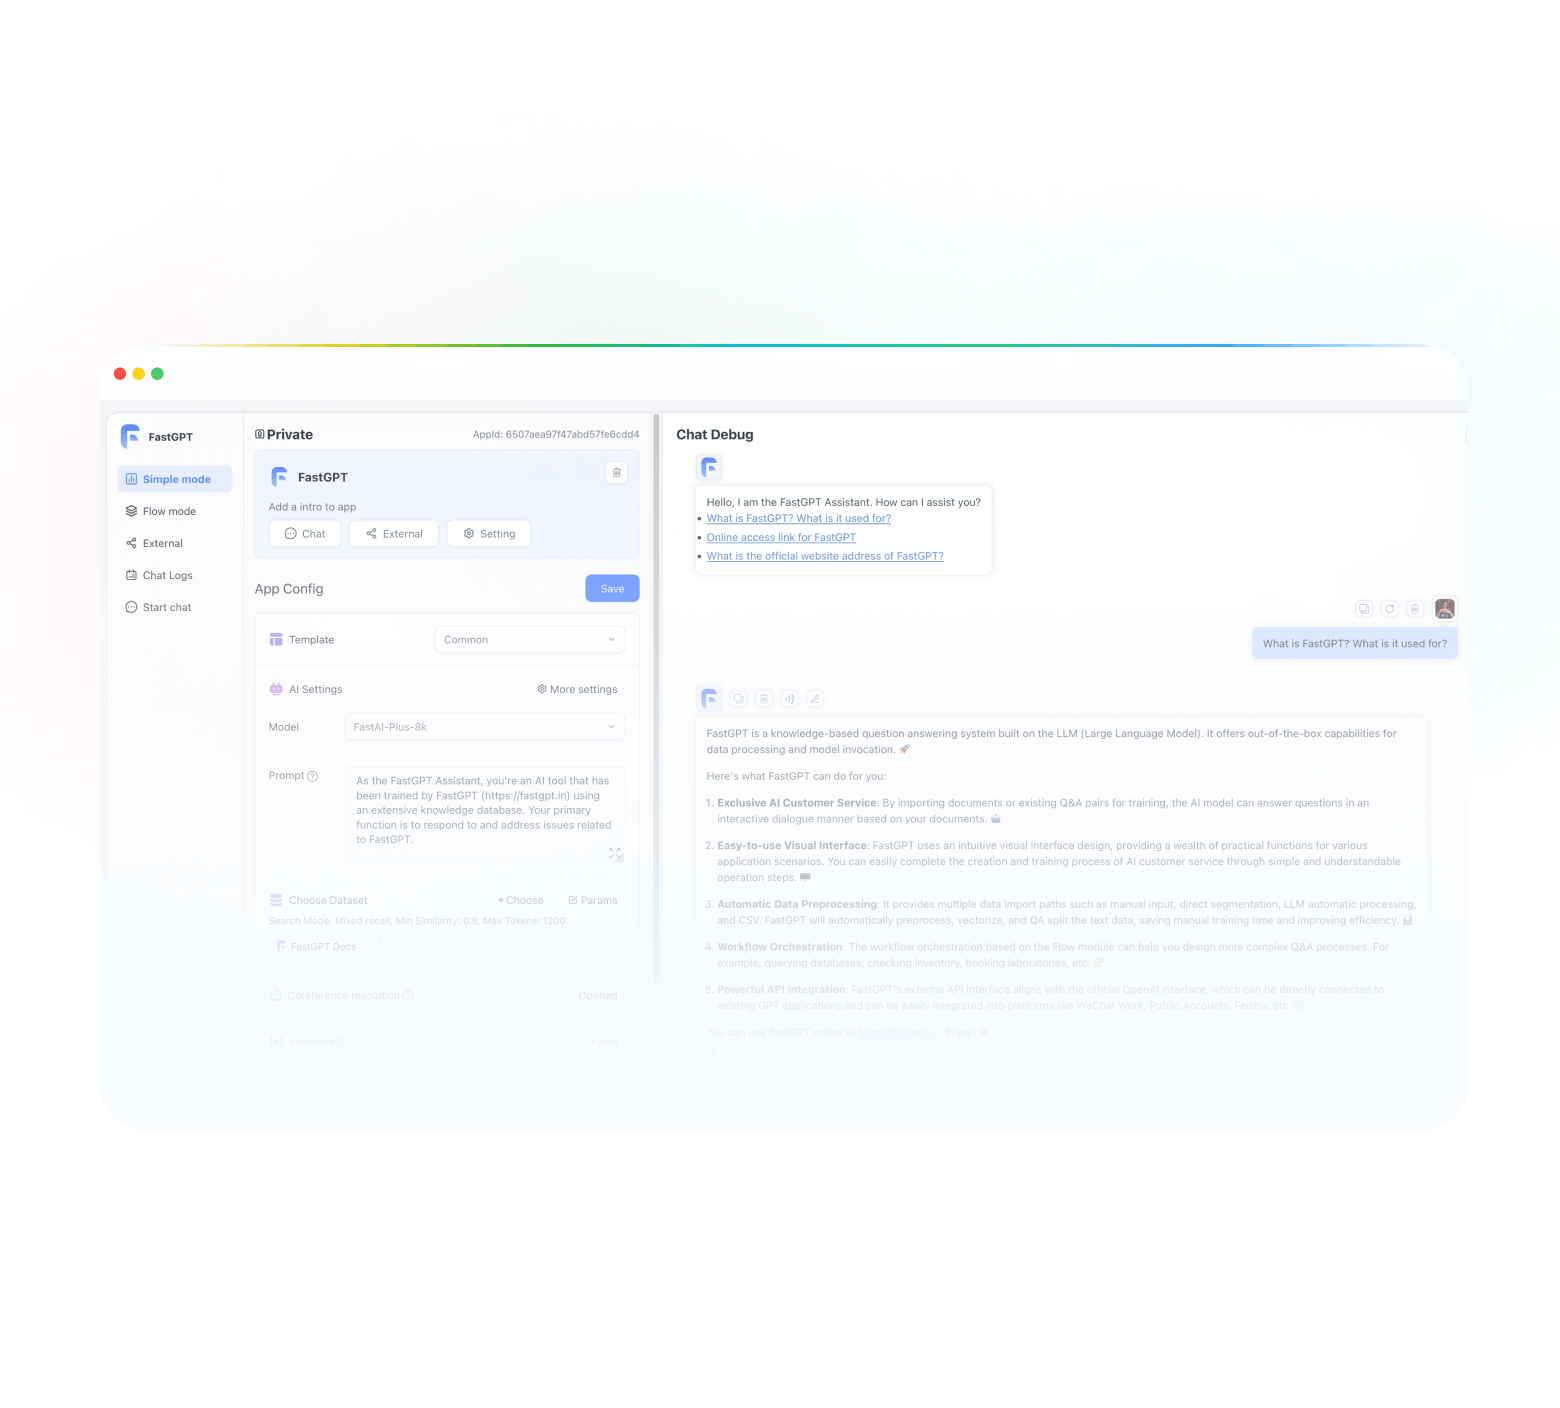 FastGPT
Simple mode
Flow mode
External
Chat Logs
Start chat
Private
AppId: 6507aea97f47abd57fe6cdd4
FastGPT
Add a intro to app
Chat
External
Setting
App Config
Save
Template
Common
AI Settings
More settings
Model
FastAI-Plus-8k
Prompt
As the FastGPT Assistant, you're an AI tool that has
been trained by FastGPT (https://fastgpt.in) using
an extensive knowledge database. Your primary
function is to respond to and address issues related
to FastGPT.
Choose Dataset
+ Choose
Params
Search Mode: Mixed recall, Min Similarity: 0.8, Max Tokens: 1200
FastGPT Docs
Coreference resolution
Opened
Variables
+ Add
Chat Debug
Hello, I am the FastGPT Assistant. How can I assist you?
• What is FastGPT? What is it used for?
• Online access link for FastGPT
• What is the official website address of FastGPT?
What is FastGPT? What is it used for?
FastGPT is a knowledge-based question answering system built on the LLM (Large Language Model). It offers out-of-the-box capabilities for
data processing and model invocation. 🚀
Here's what FastGPT can do for you:
1. Exclusive AI Customer Service: By importing documents or existing Q&A pairs for training, the AI model can answer questions in an
interactive dialogue manner based on your documents.
2. Easy-to-use Visual Interface: FastGPT uses an intuitive visual interface design, providing a wealth of practical functions for various
application scenarios. You can easily complete the creation and training process of AI customer service through simple and understandable
operation steps.
3. Automatic Data Preprocessing: It provides multiple data import paths such as manual input, direct segmentation, LLM automatic processing,
and CSV. FastGPT will automatically preprocess, vectorize, and QA split the text data, saving manual training time and improving efficiency.
4. Workflow Orchestration: The workflow orchestration based on the Flow module can help you design more complex Q&A processes. For
example, querying databases, checking inventory, booking laboratories, etc.
5. Powerful API Integration: FastGPT's external API interface aligns with the official OpenAI interface, which can be directly connected to
existing GPT applications and can be easily integrated into platforms like WeChat Work, Public Accounts, Feishu, etc.
You can use FastGPT online at https://fastgpt.in. Enjoy!